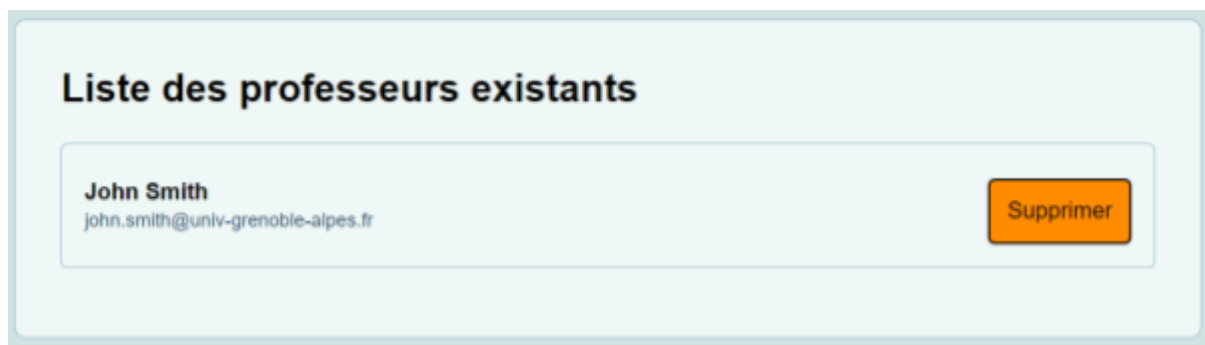 Liste des professeurs existants
John Smith
john.smith@univ-grenoble-alpes.fr
Supprimer